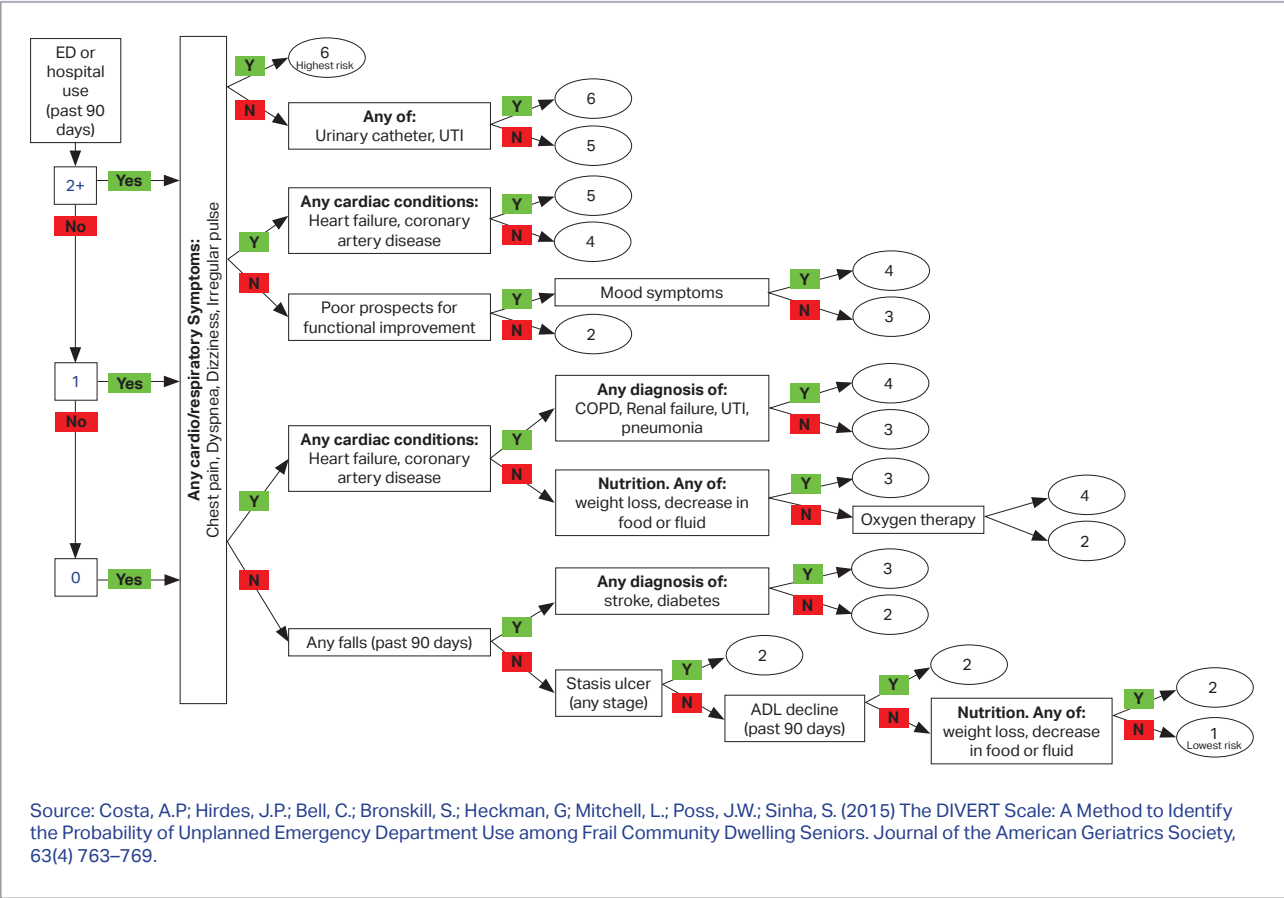 ED or
hospital
use
(past 90
days)
2+
Yes
No
1
Yes
No
0
Yes
Any cardio/respiratory Symptoms:
Chest pain, Dyspnea, Dizziness, Irregular pulse
Y
6
Highest risk
N
Any of:
Urinary catheter, UTI
Y
6
N
5
Y
Any cardiac conditions:
Heart failure, coronary
artery disease
Y
5
N
4
N
Poor prospects for
functional improvement
Y
Mood symptoms
Y
4
N
3
N
2
Y
Any cardiac conditions:
Heart failure, coronary
artery disease
Y
Any diagnosis of:
COPD, Renal failure, UTI,
pneumonia
Y
4
N
3
N
Nutrition. Any of:
weight loss, decrease in
food or fluid
Y
3
N
Oxygen therapy
4
2
N
Any falls (past 90 days)
Y
Any diagnosis of:
stroke, diabetes
Y
3
N
2
N
Stasis ulcer
(any stage)
Y
2
N
ADL decline
(past 90 days)
Y
2
N
Nutrition. Any of:
weight loss, decrease
in food or fluid
Y
2
N
1
Lowest risk
Source: Costa, A.P; Hirdes, J.P.; Bell, C.; Bronskill, S.; Heckman, G; Mitchell, L.; Poss, J.W.; Sinha, S. (2015) The DIVERT Scale: A Method to Identify
the Probability of Unplanned Emergency Department Use among Frail Community Dwelling Seniors. Journal of the American Geriatrics Society,
63(4) 763–769.